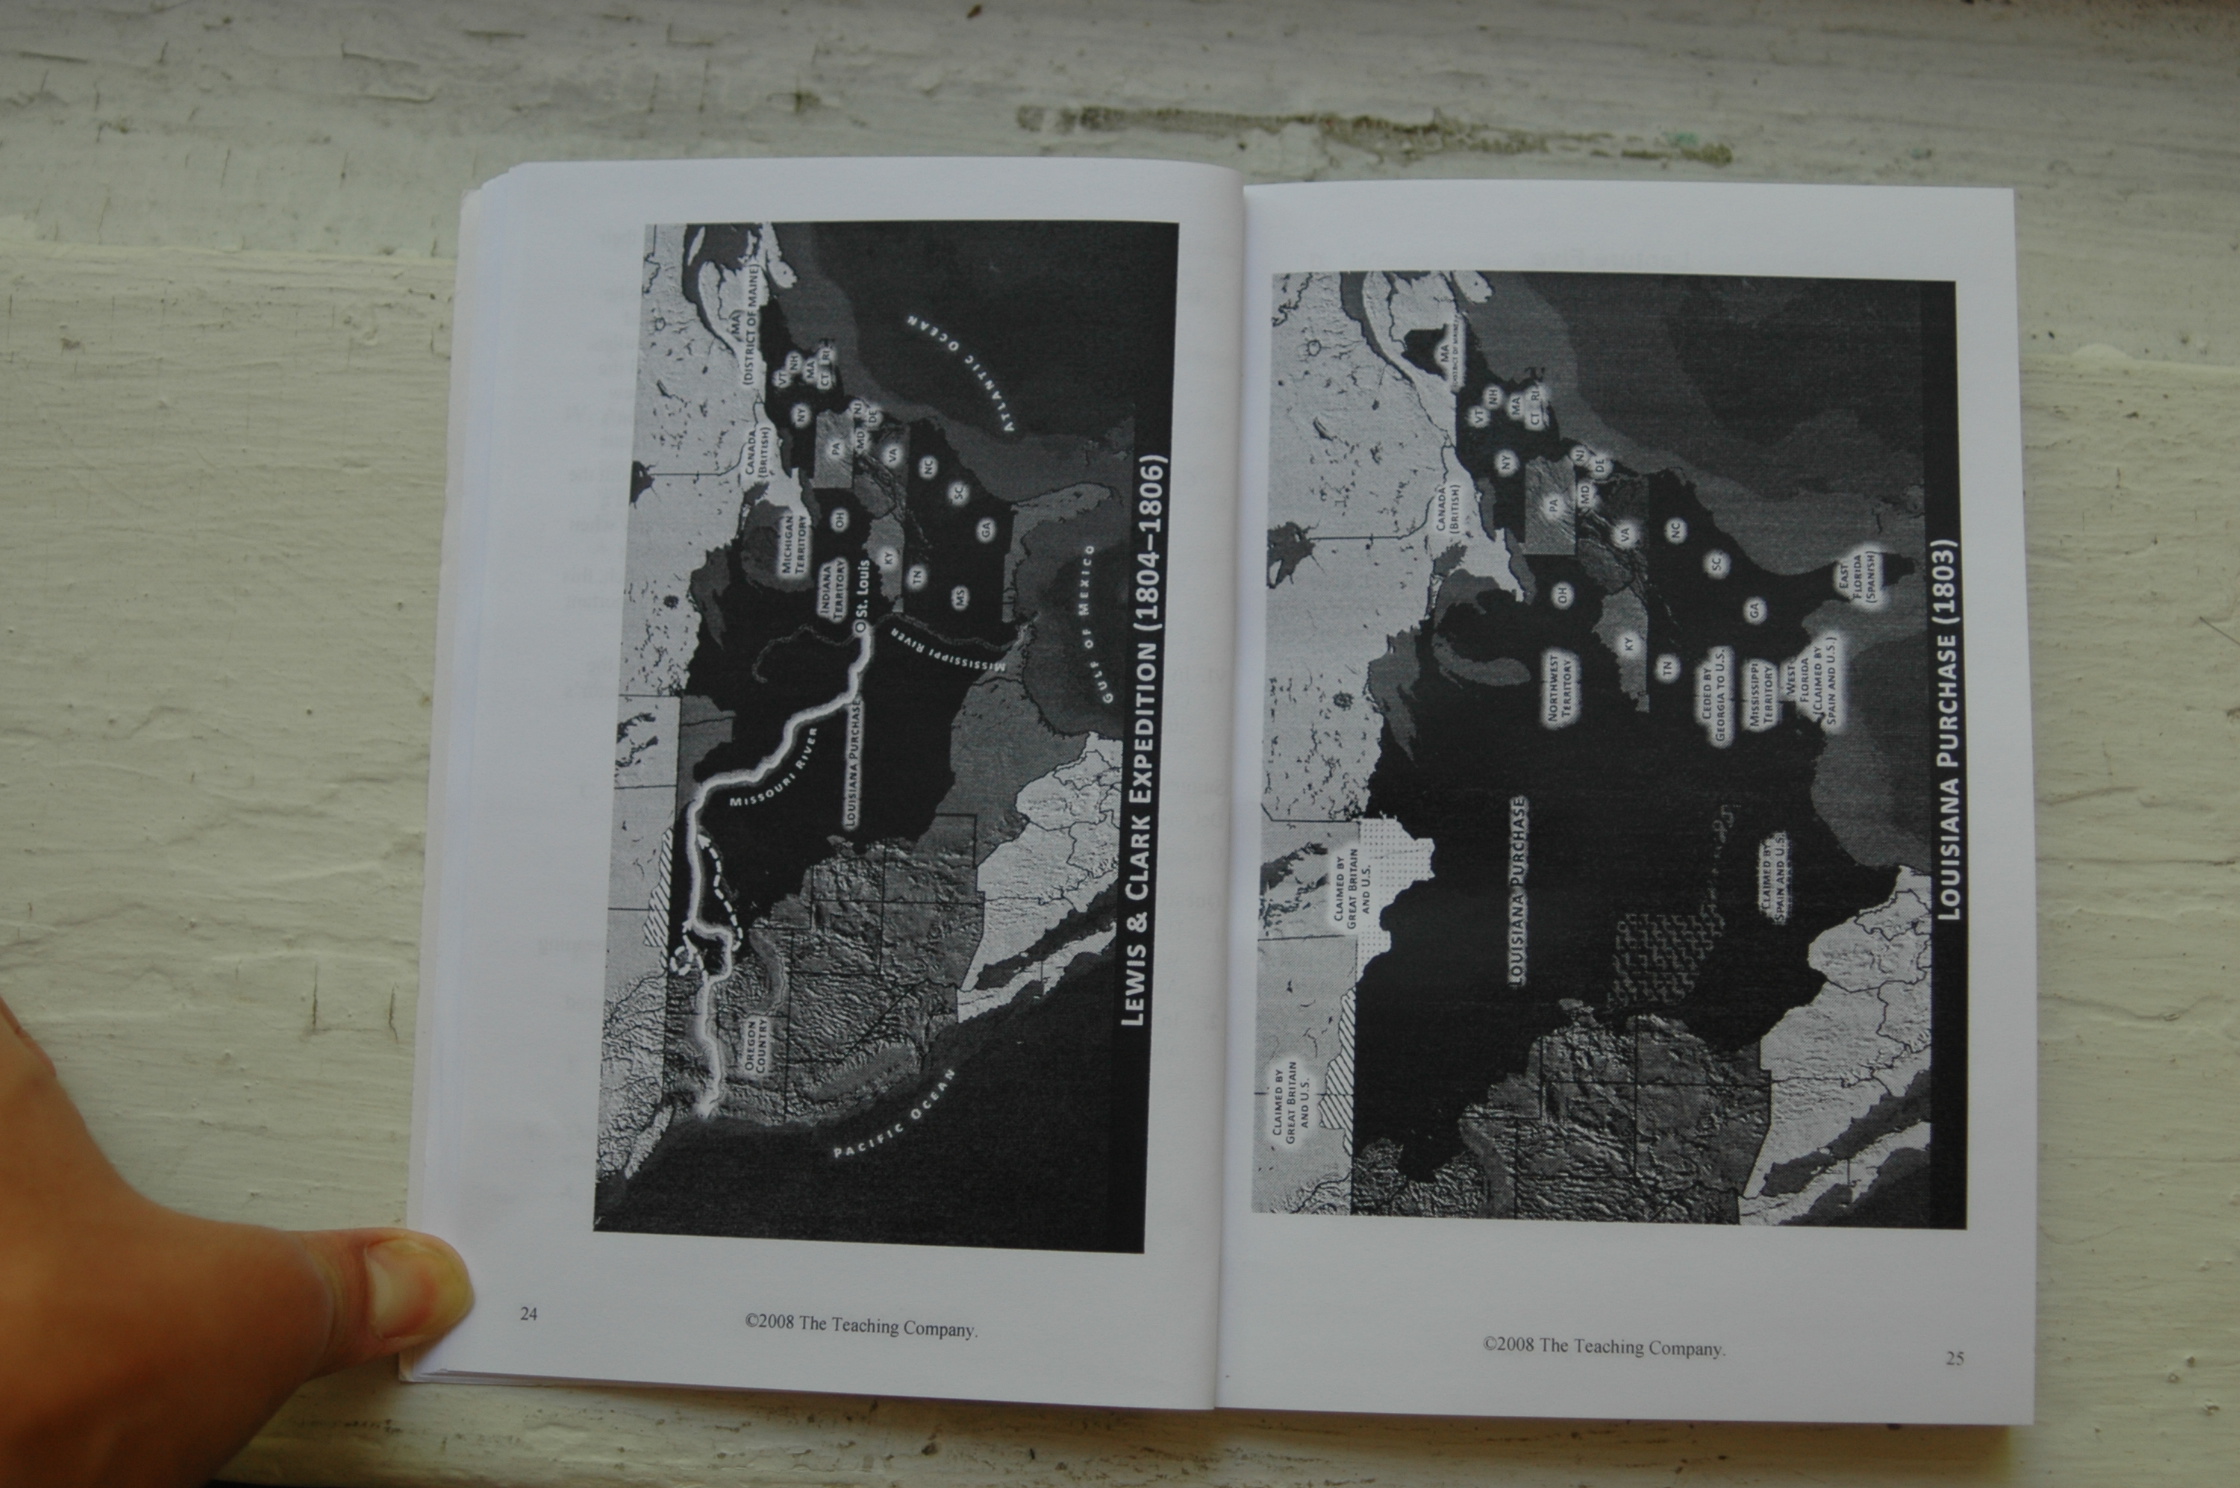 MA
(DISTRICT OF MAINE)
VT
NH
MA
CT
RI
NY
CANADA
(BRITISH)
PA
NJ
MD
DE
VA
NC
SC
GA
MICHIGAN
TERRITORY
OH
KY
INDIANA
TERRITORY
TN
MS
St. Louis
MISSISSIPPI RIVER
MISSOURI RIVER
LOUISIANA PURCHASE
OREGON
COUNTRY
ATLANTIC OCEAN
GULF OF MEXICO
PACIFIC OCEAN
LEWIS & CLARK EXPEDITION (1804–1806)
24
©2008 The Teaching Company.
MA
VT
NH
MA
CT
RI
NY
CANADA
(BRITISH)
PA
NJ
MD
DE
VA
NC
SC
GA
OH
KY
TN
NORTHWEST
TERRITORY
CEDED BY
GEORGIA TO U.S.
MISSISSIPPI
TERRITORY
WEST
FLORIDA
(CLAIMED BY
SPAIN AND U.S.)
EAST
FLORIDA
(SPANISH)
CLAIMED BY
GREAT BRITAIN
AND U.S.
LOUISIANA PURCHASE
CLAIMED BY
SPAIN AND U.S.
CLAIMED BY
GREAT BRITAIN
AND U.S.
LOUISIANA PURCHASE (1803)
©2008 The Teaching Company.
25